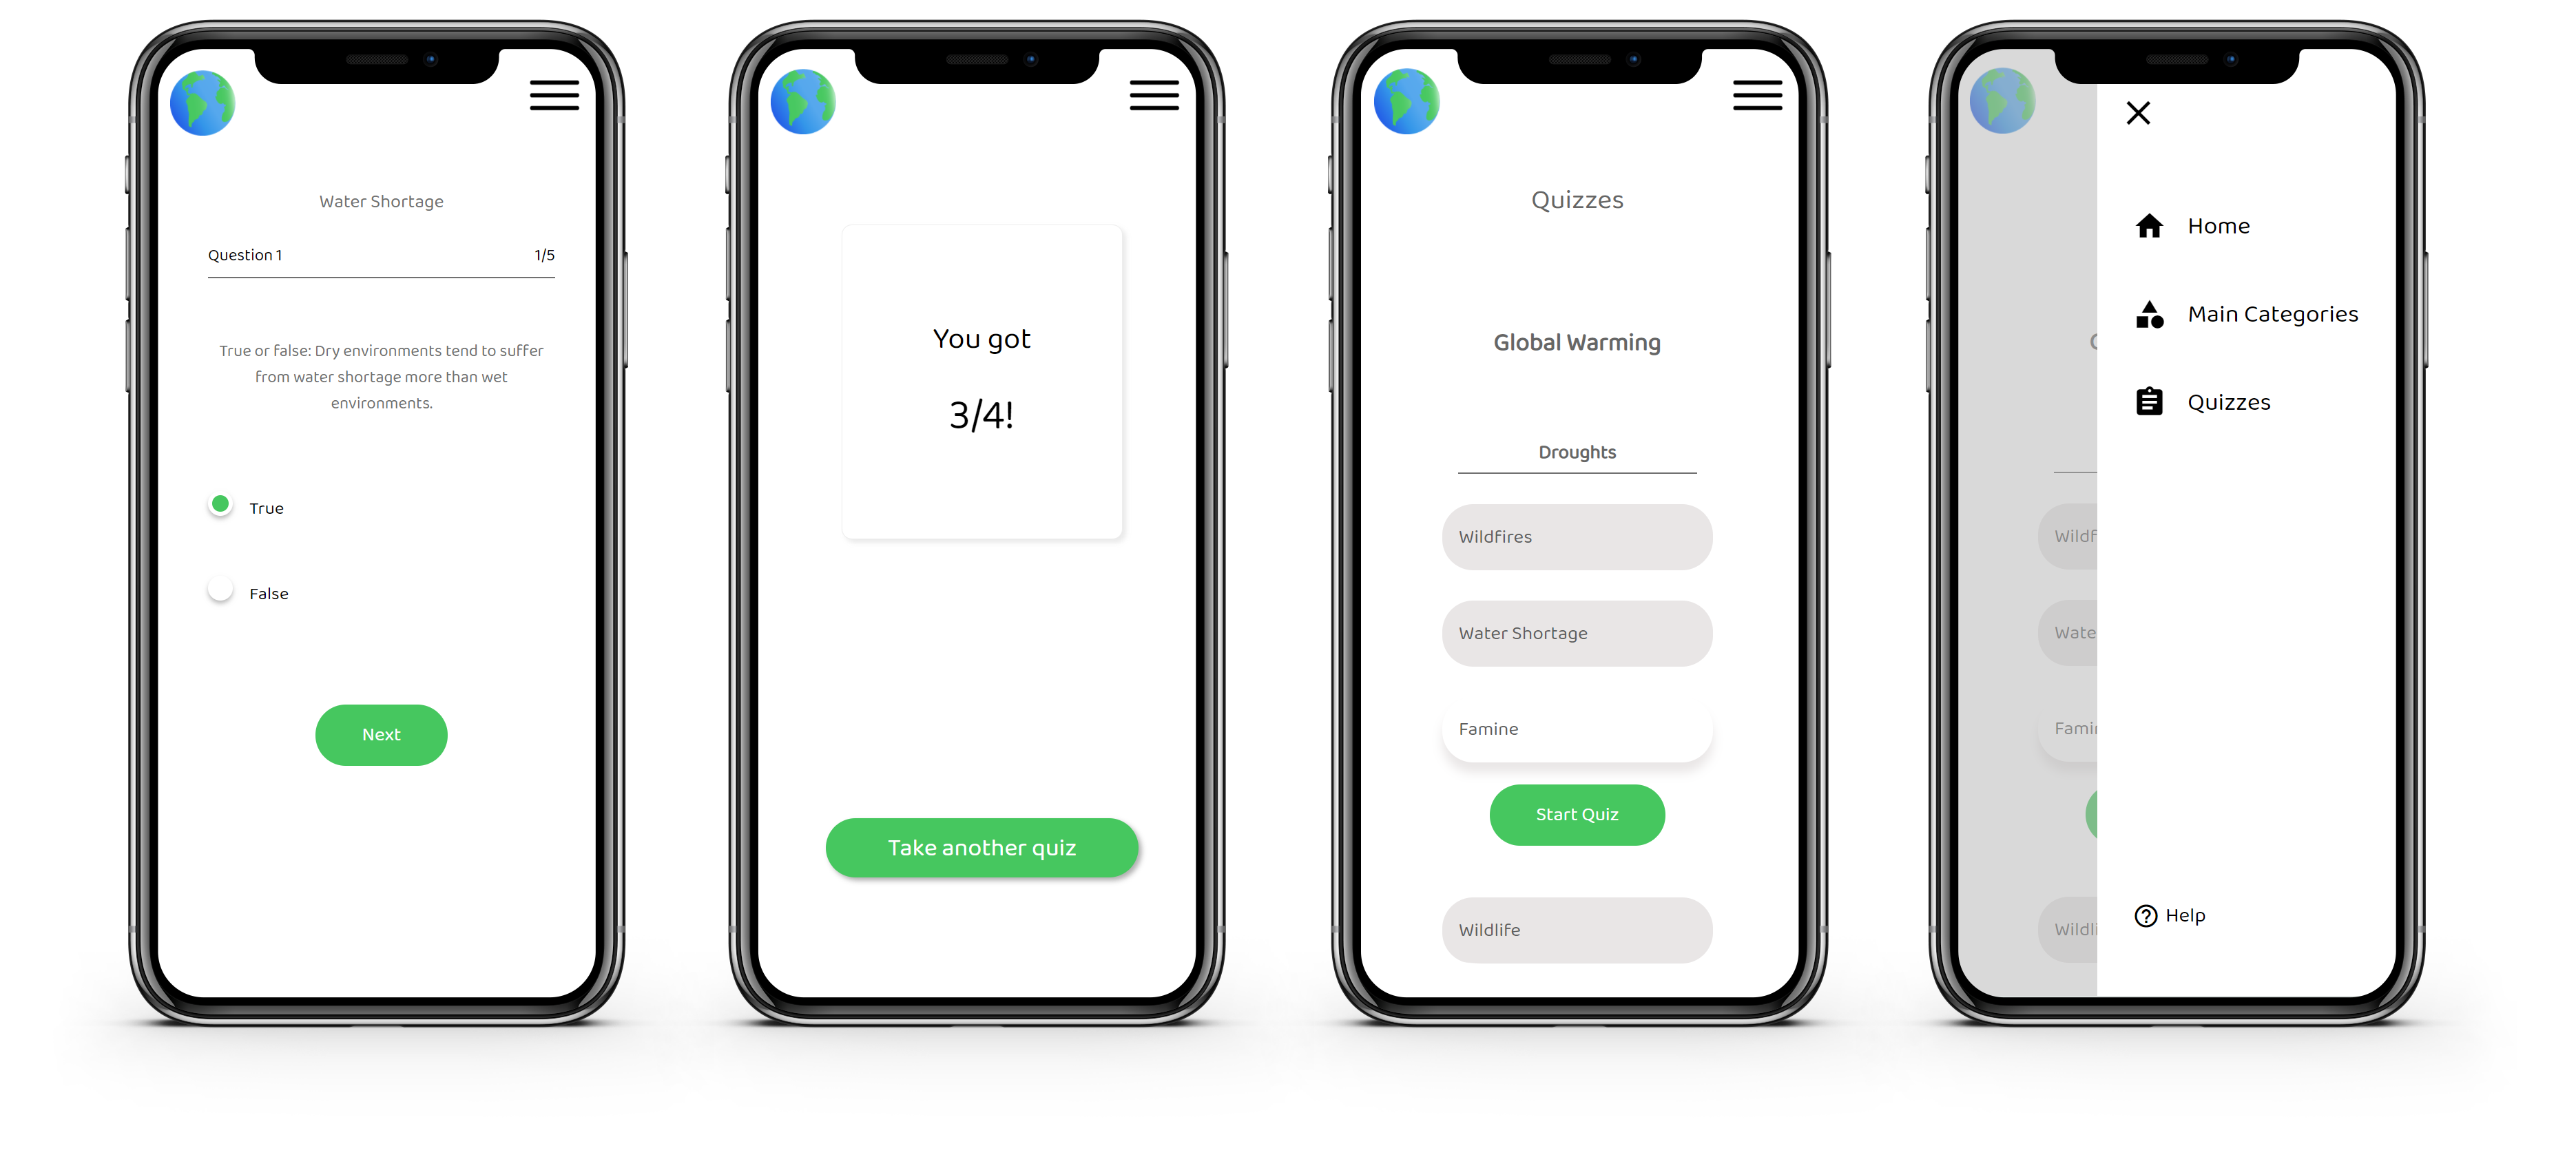 Water Shortage
Question 1 1/5
True or false: Dry environments tend to suffer
from water shortage more than wet
environments.
True
False
Next
You got
3/4!
Take another quiz
Quizzes
Global Warming
Droughts
Wildfires
Water Shortage
Famine
Start Quiz
Wildlife
Home
Main Categories
Quizzes
Wildf
Wate
Famin
Wildli
Help